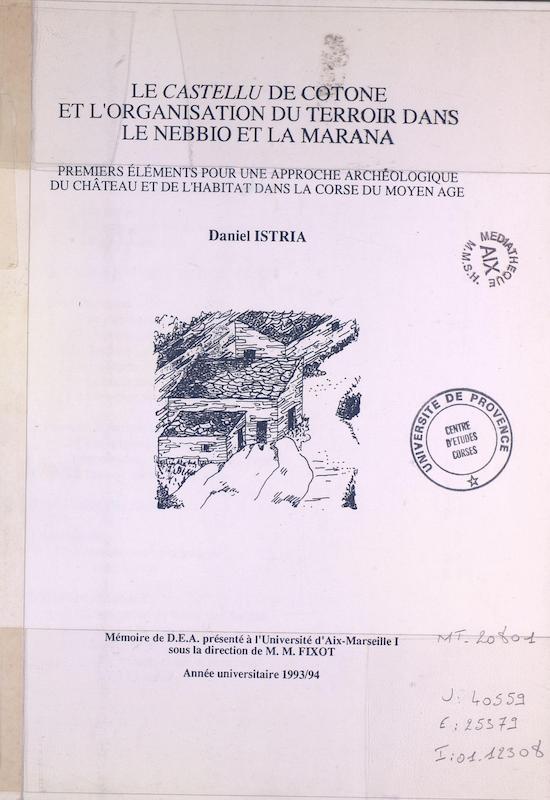 LE CASTELLU DE COTONE
ET L'ORGANISATION DU TERROIR DANS
LE NEBBIO ET LA MARANA
PREMIERS ÉLÉMENTS POUR UNE APPROCHE ARCHÉOLOGIQUE
DU CHÂTEAU ET DE L'HABITAT DANS LA CORSE DU MOYEN AGE
Daniel ISTRIA
MEDIATHEQUE
AIX
M.M.S.H.
UNIVERSITE DE PROVENCE
CENTRE
D'ETUDES
CORSES
Mémoire de D.E.A. présenté à l'Université d'Aix-Marseille I
sous la direction de M. M. FIXOT
Année universitaire 1993/94
MT. 20801
U: 40559
E: 25379
I:01.12308